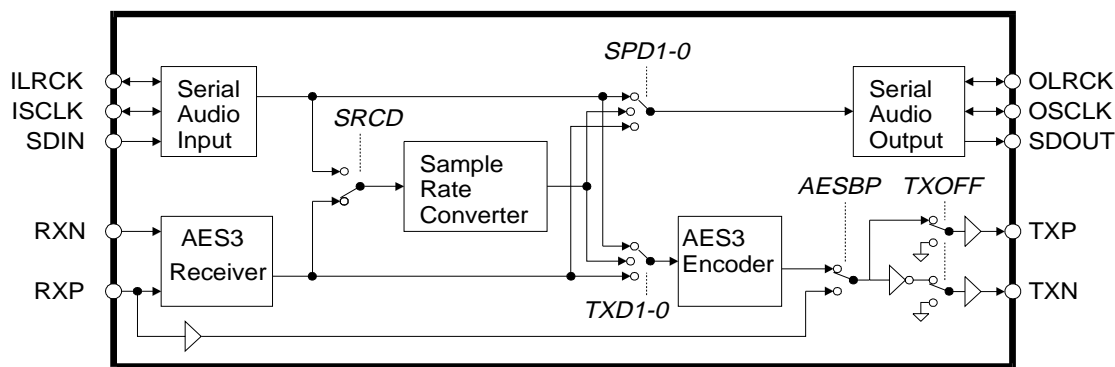 SPD1-0
ILRCK
ISCLK
SDIN
Serial
Audio
Input
SRCD
Serial
Audio
Output
OLRCK
OSCLK
SDOUT
Sample
Rate
Converter
AESBP
TXOFF
RXN
RXP
AES3
Receiver
AES3
Encoder
TXD1-0
TXP
TXN